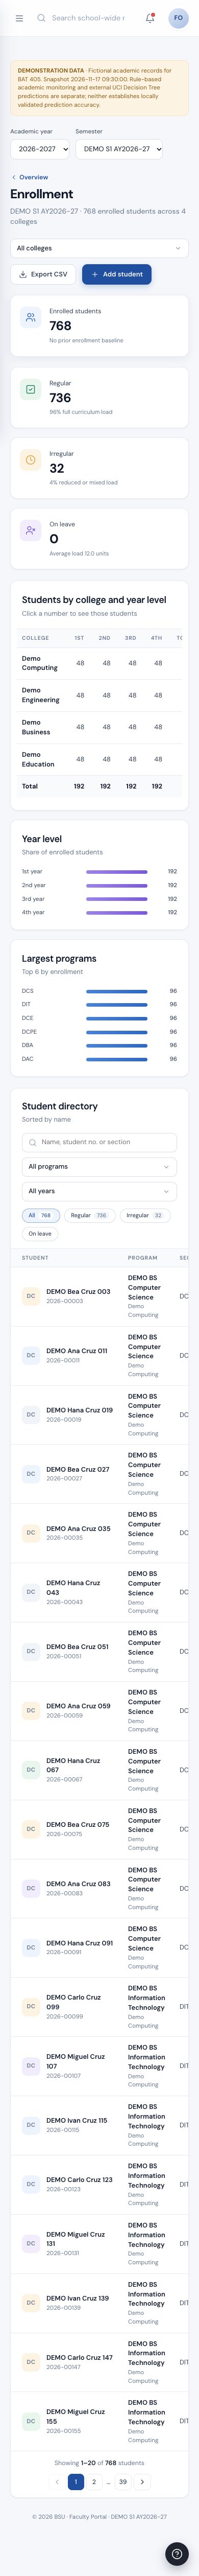 Search school-wide r
FO
DEMONSTRATION DATA · Fictional academic records for
BAT 405. Snapshot 2026-11-17 09:30:00. Rule-based
academic monitoring and external UCI Decision Tree
predictions are separate; neither establishes locally
validated predictive accuracy.
Academic year
Semester
2026-2027
DEMO S1 AY2026-27
Overview
Enrollment
DEMO S1 AY2026-27 · 768 enrolled students across 4
colleges
All colleges
Export CSV
Add student
Enrolled students
768
No prior enrollment baseline
Regular
736
96% full curriculum load
Irregular
32
4% reduced or mixed load
On leave
0
Average load 12.0 units
Students by college and year level
Click a number to see those students
COLLEGE 1ST 2ND 3RD 4TH TC
Demo
Computing
48 48 48 48
Demo
Engineering
48 48 48 48
Demo
Business
48 48 48 48
Demo
Education
48 48 48 48
Total 192 192 192 192
Year level
Share of enrolled students
1st year 192
2nd year 192
3rd year 192
4th year 192
Largest programs
Top 6 by enrollment
DCS 96
DIT 96
DCE 96
DCPE 96
DBA 96
DAC 96
Student directory
Sorted by name
Name, student no. or section
All programs
All years
All 768
Regular 736
Irregular 32
On leave
STUDENT PROGRAM SE
DC DEMO Bea Cruz 003
2026-00003
DEMO BS
Computer
Science
Demo
Computing
DC
DC DEMO Ana Cruz 011
2026-00011
DEMO BS
Computer
Science
Demo
Computing
DC
DC DEMO Hana Cruz 019
2026-00019
DEMO BS
Computer
Science
Demo
Computing
DC
DC DEMO Bea Cruz 027
2026-00027
DEMO BS
Computer
Science
Demo
Computing
DC
DC DEMO Ana Cruz 035
2026-00035
DEMO BS
Computer
Science
Demo
Computing
DC
DC DEMO Hana Cruz
043
2026-00043
DEMO BS
Computer
Science
Demo
Computing
DC
DC DEMO Bea Cruz 051
2026-00051
DEMO BS
Computer
Science
Demo
Computing
DC
DC DEMO Ana Cruz 059
2026-00059
DEMO BS
Computer
Science
Demo
Computing
DC
DC DEMO Hana Cruz
067
2026-00067
DEMO BS
Computer
Science
Demo
Computing
DC
DC DEMO Bea Cruz 075
2026-00075
DEMO BS
Computer
Science
Demo
Computing
DC
DC DEMO Ana Cruz 083
2026-00083
DEMO BS
Computer
Science
Demo
Computing
DC
DC DEMO Hana Cruz 091
2026-00091
DEMO BS
Computer
Science
Demo
Computing
DC
DC DEMO Carlo Cruz
099
2026-00099
DEMO BS
Information
Technology
Demo
Computing
DIT
DC DEMO Miguel Cruz
107
2026-00107
DEMO BS
Information
Technology
Demo
Computing
DIT
DC DEMO Ivan Cruz 115
2026-00115
DEMO BS
Information
Technology
Demo
Computing
DIT
DC DEMO Carlo Cruz 123
2026-00123
DEMO BS
Information
Technology
Demo
Computing
DIT
DC DEMO Miguel Cruz
131
2026-00131
DEMO BS
Information
Technology
Demo
Computing
DIT
DC DEMO Ivan Cruz 139
2026-00139
DEMO BS
Information
Technology
Demo
Computing
DIT
DC DEMO Carlo Cruz 147
2026-00147
DEMO BS
Information
Technology
Demo
Computing
DIT
DC DEMO Miguel Cruz
155
2026-00155
DEMO BS
Information
Technology
Demo
Computing
DIT
Showing 1–20 of 768 students
1 2 … 39
© 2026 BSU · Faculty Portal · DEMO S1 AY2026-27